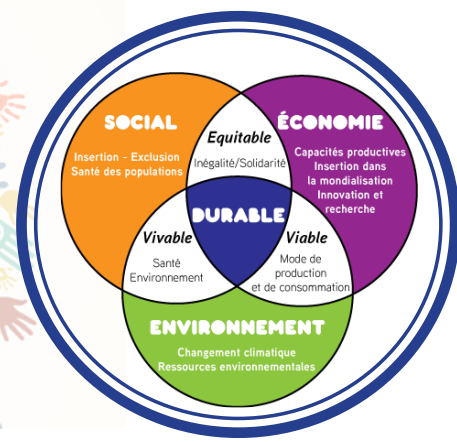 SOCIAL
Insertion - Exclusion
Santé des populations
Equitable
Inégalité/Solidarité
ÉCONOMIE
Capacités productives
Insertion dans
la mondialisation
Innovation et
recherche
DURABLE
Vivable
Santé
Environnement
Viable
Mode de
production
et de consommation
ENVIRONNEMENT
Changement climatique
Ressources environnementales